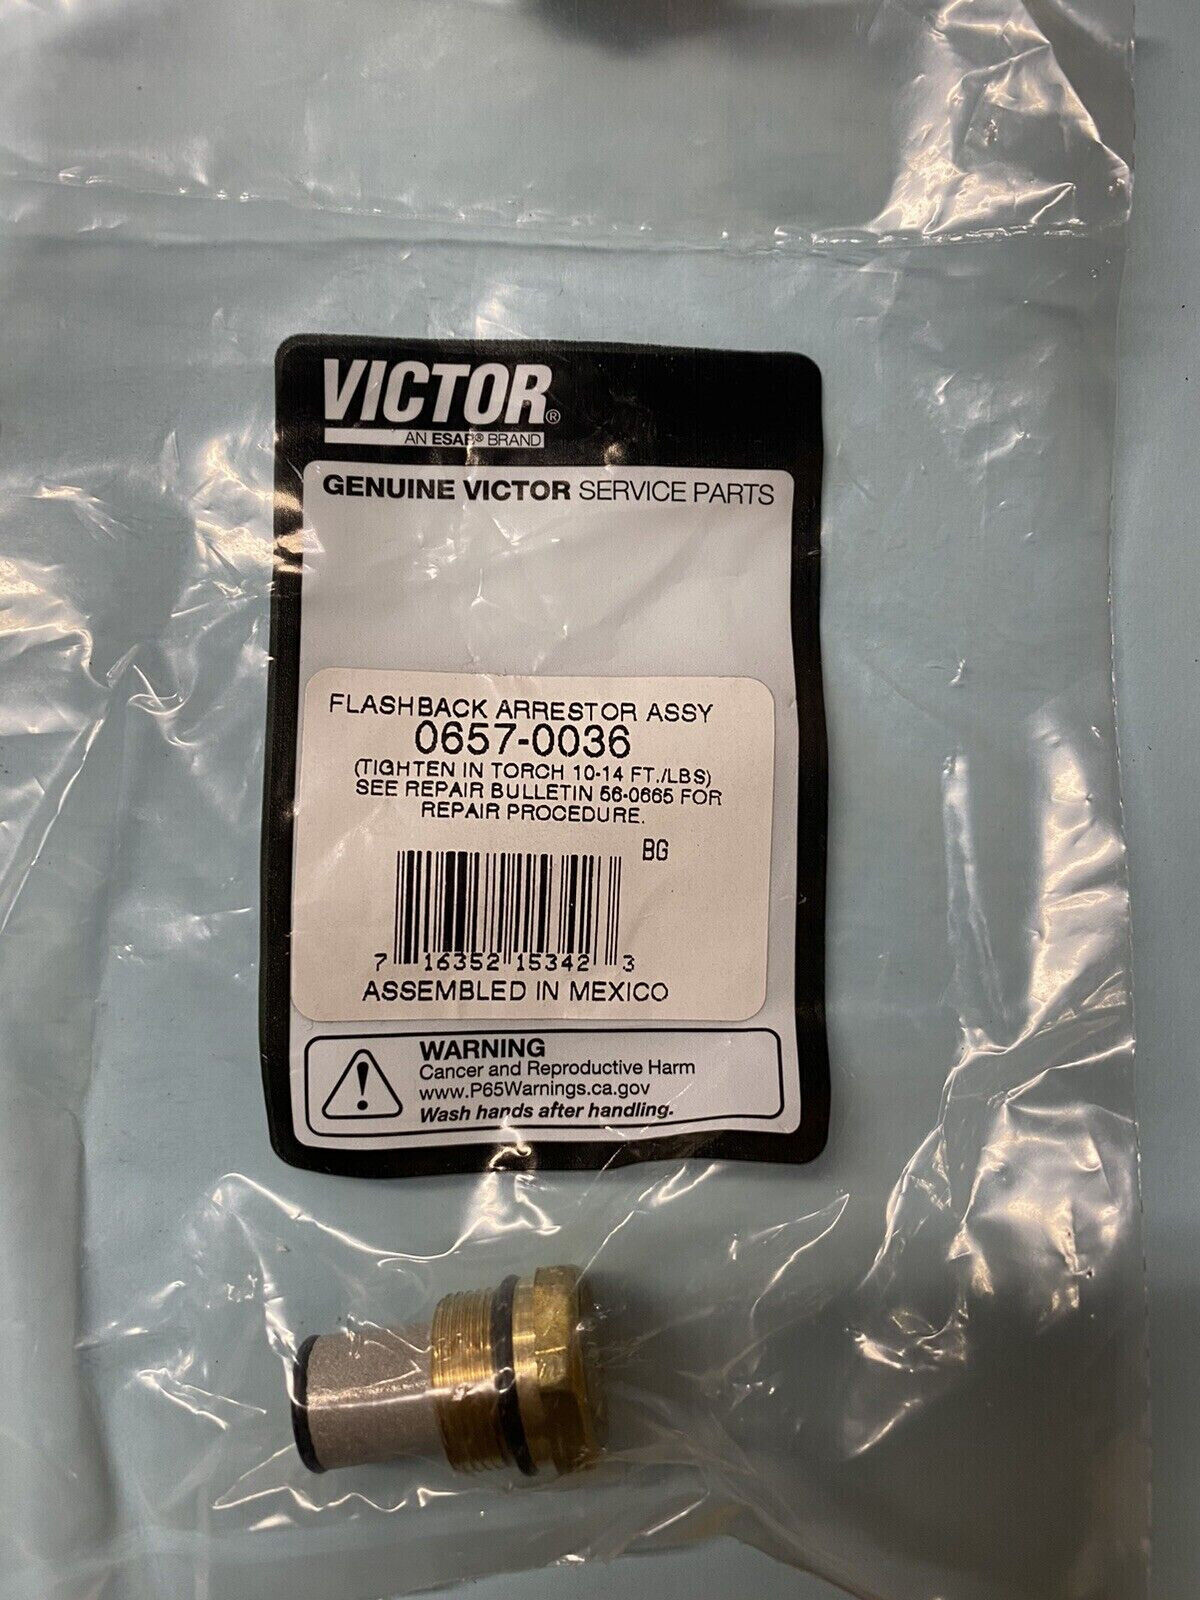 VICTOR®
AN ESAB® BRAND
GENUINE VICTOR SERVICE PARTS
FLASHBACK ARRESTOR ASSY
0657-0036
(TIGHTEN IN TORCH 10-14 FT./LBS)
SEE REPAIR BULLETIN 56-0665 FOR
REPAIR PROCEDURE.
BG
7 16352 15342 3
ASSEMBLED IN MEXICO
WARNING
Cancer and Reproductive Harm
www.P65Warnings.ca.gov
Wash hands after handling.